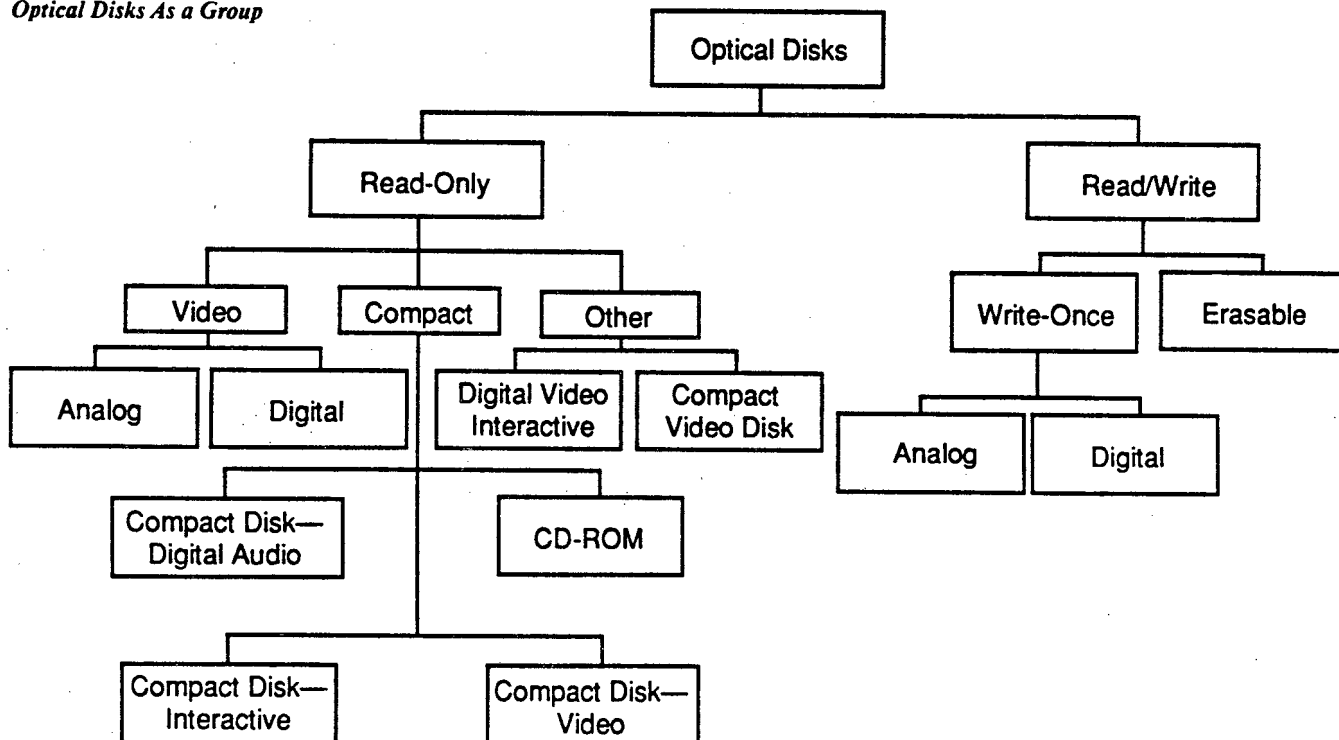 Optical Disks As a Group
Optical Disks
Read-Only
Read/Write
Video
Compact
Other
Write-Once
Erasable
Analog
Digital
Digital Video
Interactive
Compact
Video Disk
Analog
Digital
Compact Disk—
Digital Audio
CD-ROM
Compact Disk—
Interactive
Compact Disk—
Video